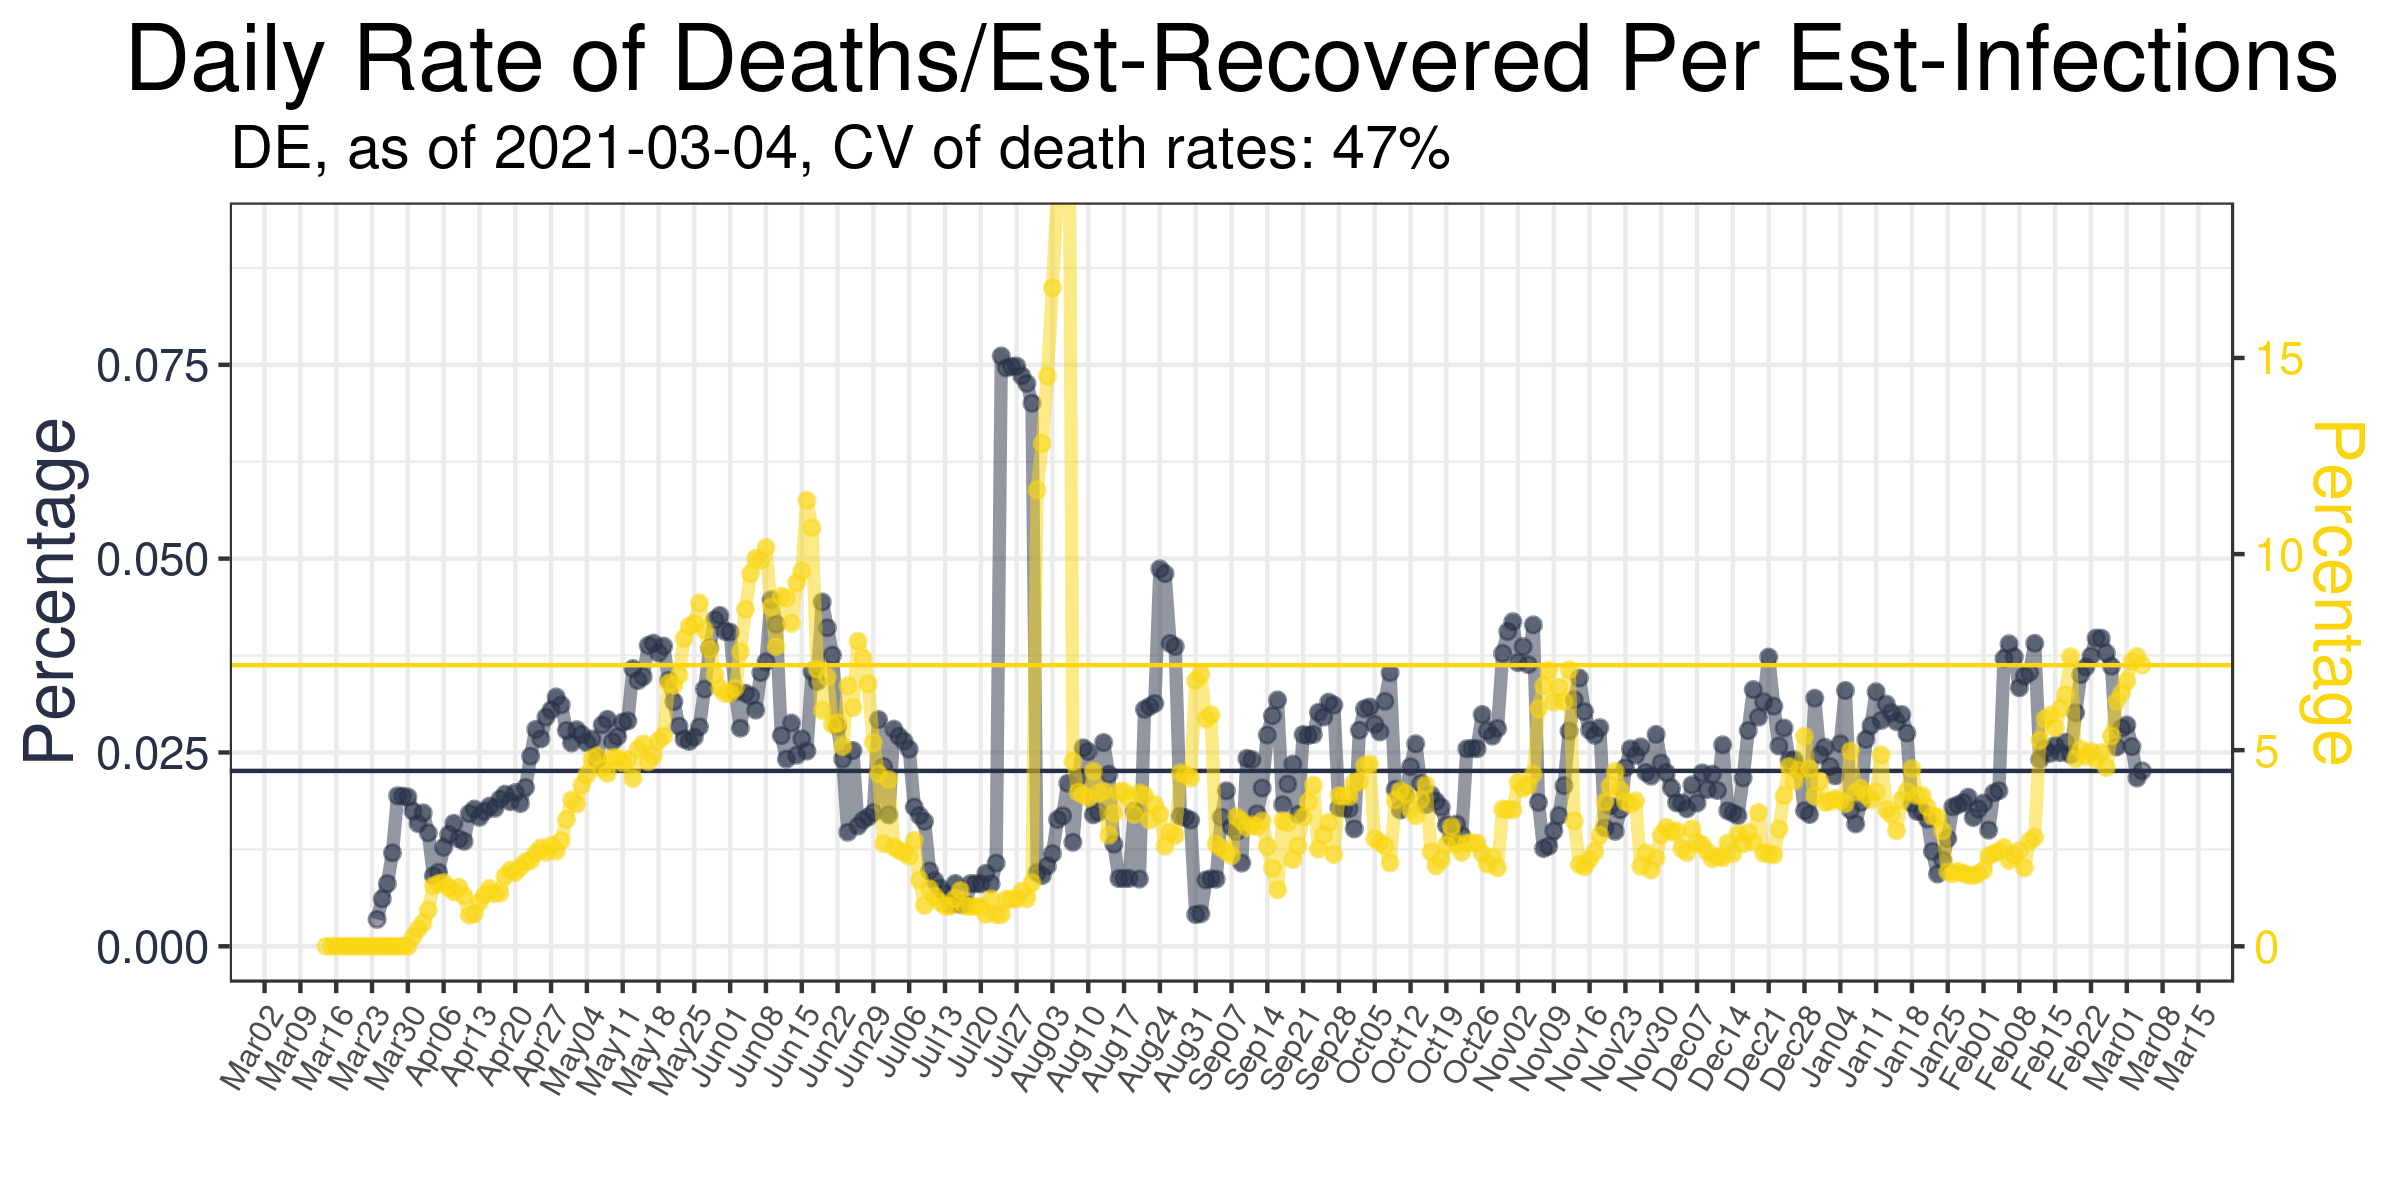 Daily Rate of Deaths/Est-Recovered Per Est-Infections
DE, as of 2021-03-04, CV of death rates: 47%
Percentage
0.075
0.050
0.025
0.000
15
10
5
0
Percentage
Mar02
Mar09
Mar16
Mar23
Mar30
Apr06
Apr13
Apr20
Apr27
May04
May11
May18
May25
Jun01
Jun08
Jun15
Jun22
Jun29
Jul06
Jul13
Jul20
Jul27
Aug03
Aug10
Aug17
Aug24
Aug31
Sep07
Sep14
Sep21
Sep28
Oct05
Oct12
Oct19
Oct26
Nov02
Nov09
Nov16
Nov23
Nov30
Dec07
Dec14
Dec21
Dec28
Jan04
Jan11
Jan18
Jan25
Feb01
Feb08
Feb15
Feb22
Mar01
Mar08
Mar15